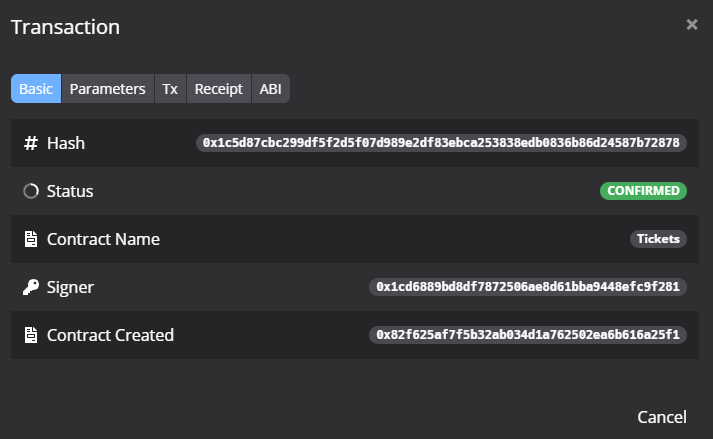 Transaction
×
Basic Parameters Tx Receipt ABI
# Hash 0x1c5d87cbc299df5f2d5f07d989e2df83ebca253838edb0836b86d24587b72878
Status CONFIRMED
Contract Name Tickets
Signer 0x1cd6889bd8df7872506ae8d61bba9448efc9f281
Contract Created 0x82f625af7f5b32ab034d1a762502ea6b616a25f1
Cancel